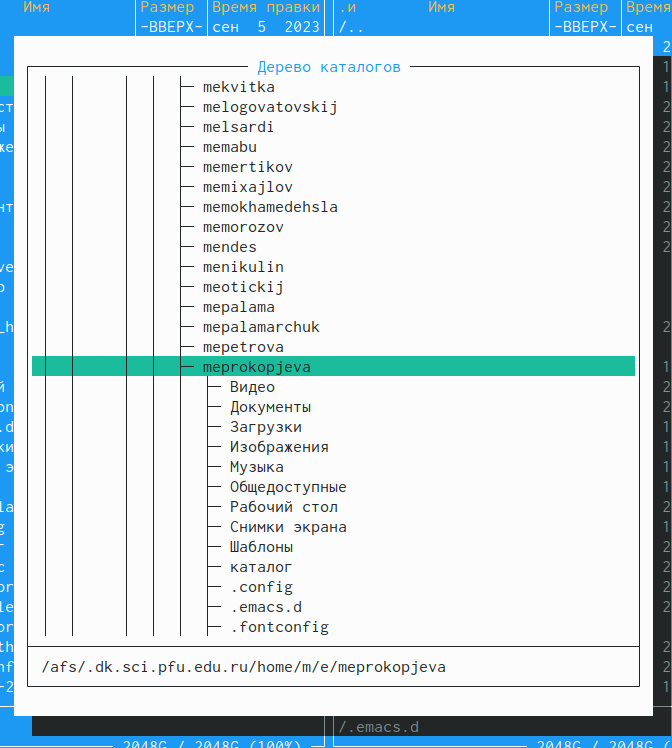 Имя Размер Время правки .и Имя Размер Время
-ВВЕРХ- сен 5 2023 /.. -ВВЕРХ- сен
Дерево каталогов
mekvitka
melogovatovskij
melsardi
memabu
memertikov
memixajlov
memokhamedehsla
memorozov
mendes
menikulin
meotickij
mepalama
mepalamarchuk
mepetrova
meprokopjeva
Видео
Документы
Загрузки
Изображения
Музыка
Общедоступные
Рабочий стол
Снимки экрана
Шаблоны
каталог
.config
.emacs.d
.fontconfig
/afs/.dk.sci.pfu.edu.ru/home/m/e/meprokopjeva
/.emacs.d
2048G / 2048G (100%) 2048G / 2048G (